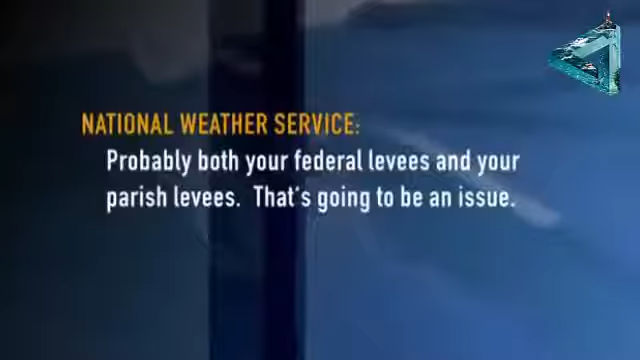 NATIONAL WEATHER SERVICE:
Probably both your federal levees and your
parish levees. That's going to be an issue.